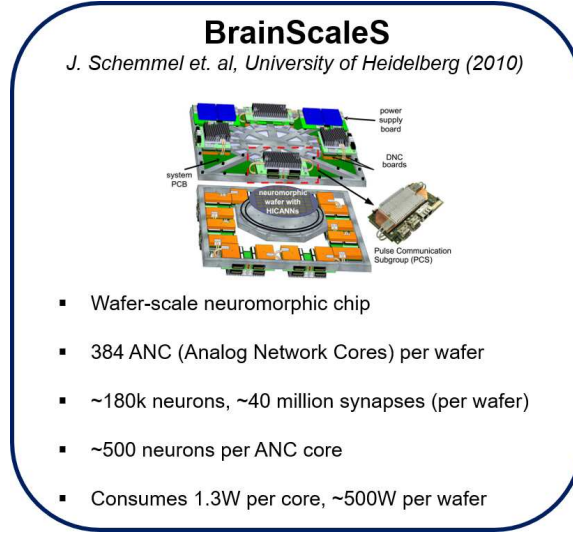 BrainScaleS
J. Schemmel et. al, University of Heidelberg (2010)
power
supply
board
DNC
boards
system
PCB
neuromorphic
wafer with
HICANNs
Pulse Communication
Subgroup (PCS)
▪ Wafer-scale neuromorphic chip
▪ 384 ANC (Analog Network Cores) per wafer
▪ ~180k neurons, ~40 million synapses (per wafer)
▪ ~500 neurons per ANC core
▪ Consumes 1.3W per core, ~500W per wafer